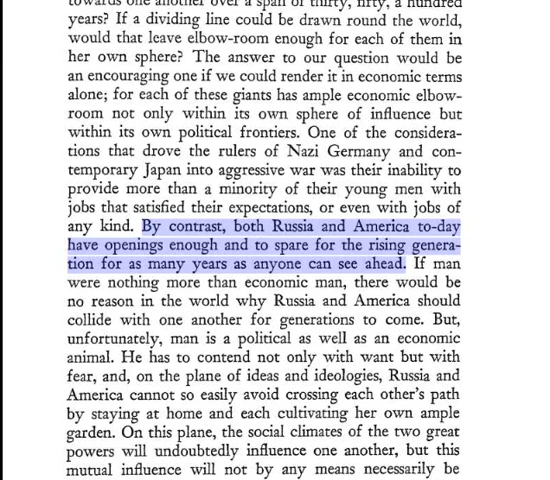 towards one another over a span of thirty, fifty, a hundred
years? If a dividing line could be drawn round the world,
would that leave elbow-room enough for each of them in
her own sphere? The answer to our question would be
an encouraging one if we could render it in economic terms
alone; for each of these giants has ample economic elbow-
room not only within its own sphere of influence but
within its own political frontiers. One of the considera-
tions that drove the rulers of Nazi Germany and con-
temporary Japan into aggressive war was their inability to
provide more than a minority of their young men with
jobs that satisfied their expectations, or even with jobs of
any kind. By contrast, both Russia and America to-day
have openings enough and to spare for the rising genera-
tion for as many years as anyone can see ahead. If man
were nothing more than economic man, there would be
no reason in the world why Russia and America should
collide with one another for generations to come. But,
unfortunately, man is a political as well as an economic
animal. He has to contend not only with want but with
fear, and, on the plane of ideas and ideologies, Russia and
America cannot so easily avoid crossing each other's path
by staying at home and each cultivating her own ample
garden. On this plane, the social climates of the two great
powers will undoubtedly influence one another, but this
mutual influence will not by any means necessarily be